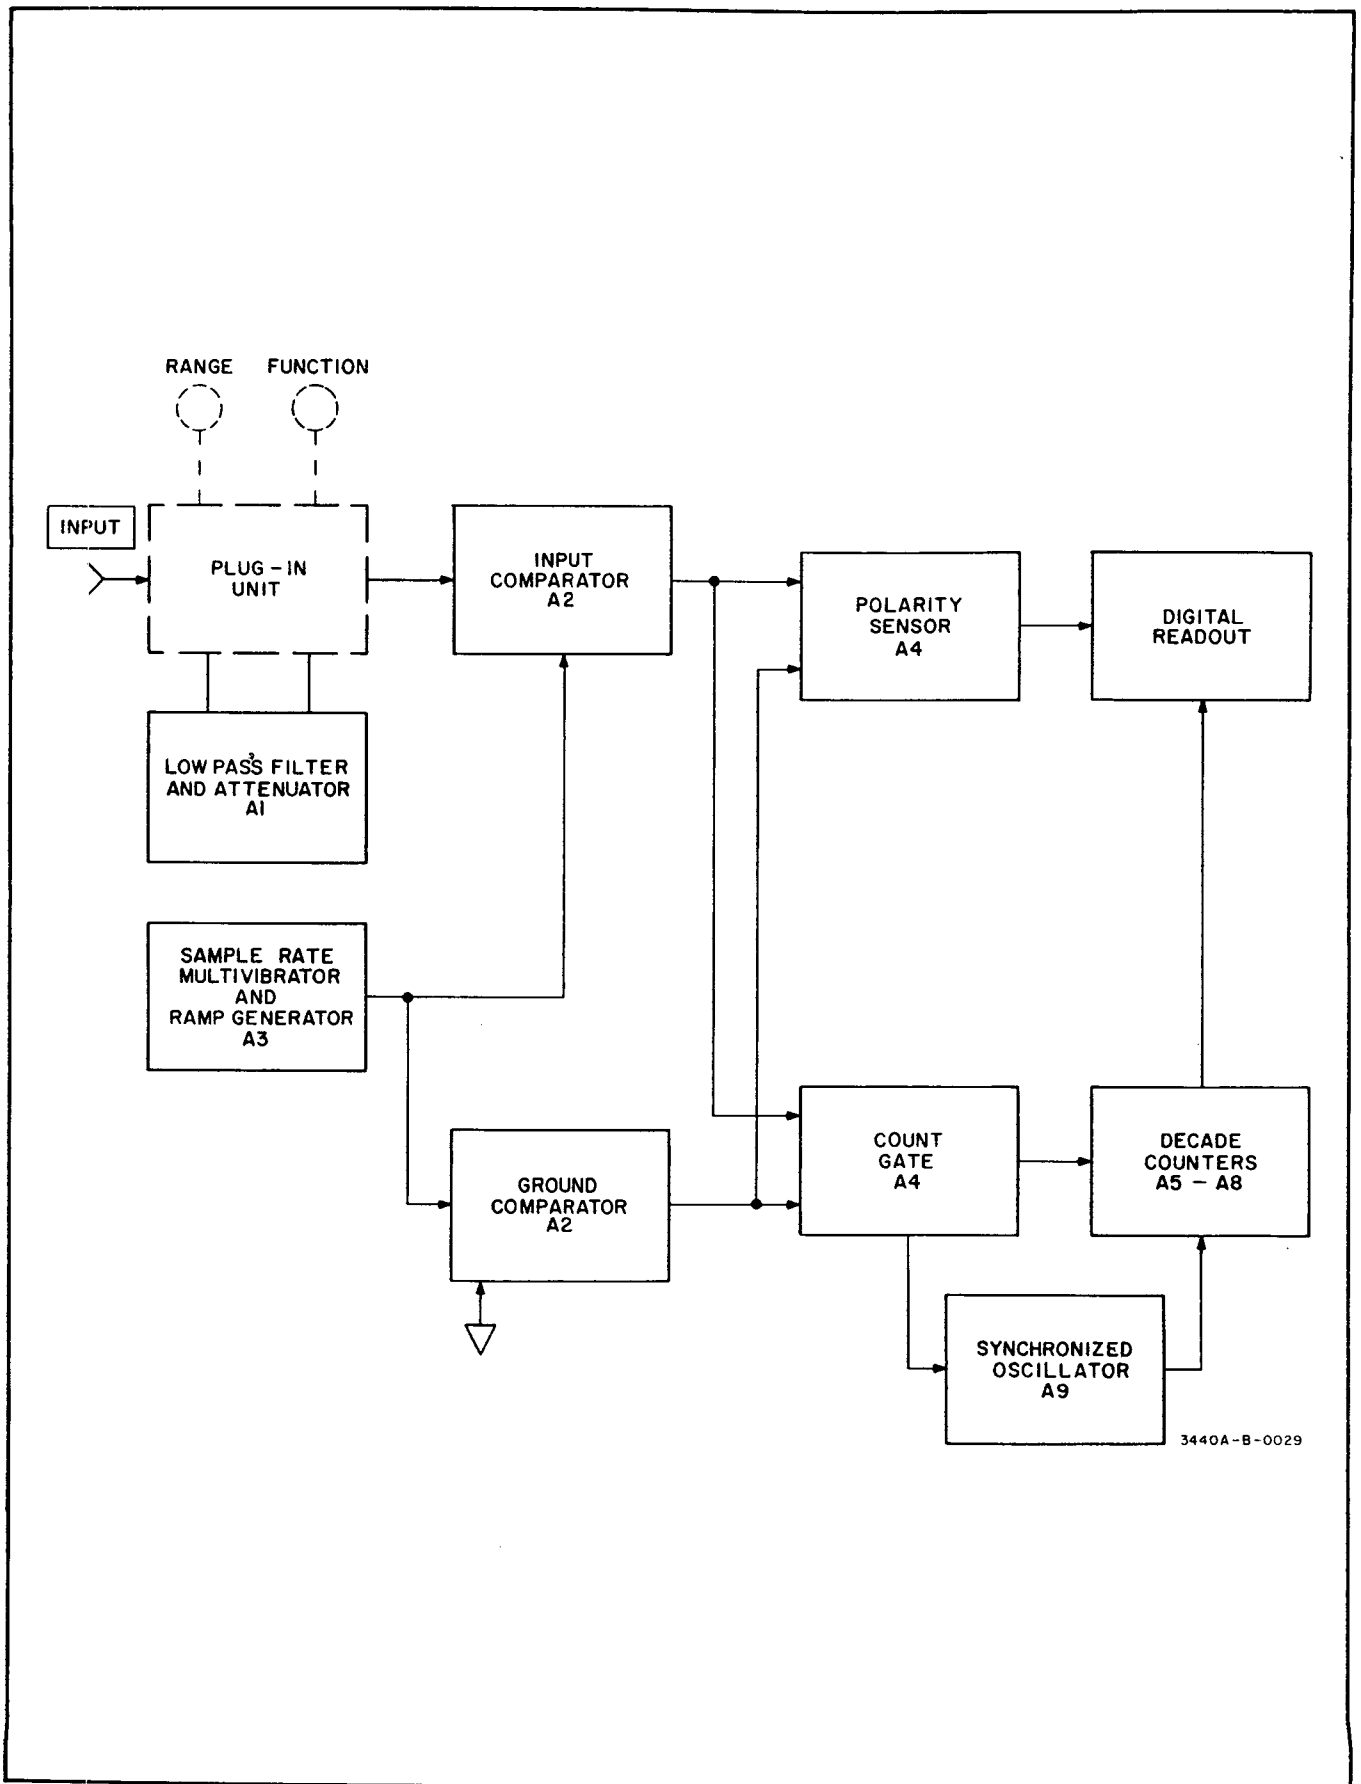 RANGE
FUNCTION
INPUT
PLUG-IN
UNIT
INPUT
COMPARATOR
A2
POLARITY
SENSOR
A4
DIGITAL
READOUT
LOW PASS FILTER
AND ATTENUATOR
A1
SAMPLE RATE
MULTIVIBRATOR
AND
RAMP GENERATOR
A3
GROUND
COMPARATOR
A2
COUNT
GATE
A4
DECADE
COUNTERS
A5 - A8
SYNCHRONIZED
OSCILLATOR
A9
3440A-B-0029